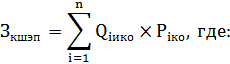 З_кшэп = ∑_{i=1}^{n} Q_iико × P_iко, где: